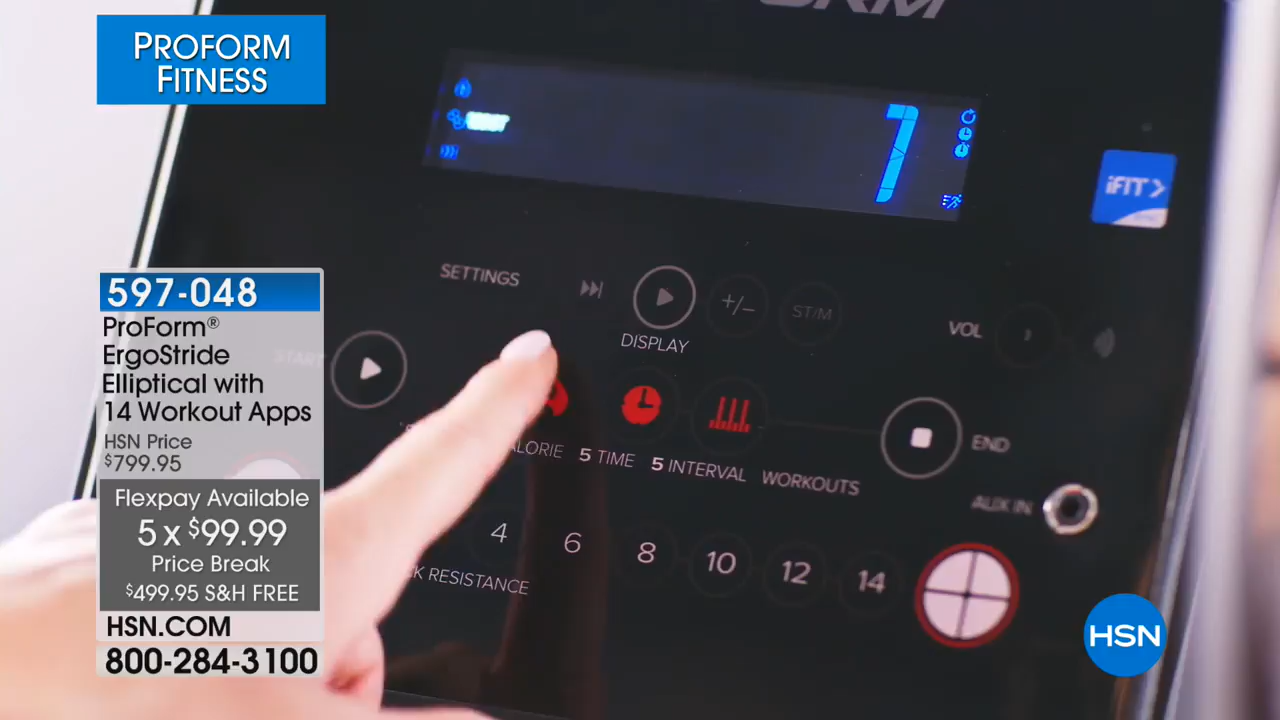 PROFORM
FITNESS
7
iFIT
SETTINGS
+/–
ST/M
DISPLAY
VOL
START
END
5 TIME
5 INTERVAL
WORKOUTS
AUX IN
4
6
8
10
12
14
RESISTANCE
597-048
ProForm®
ErgoStride
Elliptical with
14 Workout Apps
HSN Price
$799.95
Flexpay Available
5 x $99.99
Price Break
$499.95 S&H FREE
HSN.COM
800-284-3100
HSN